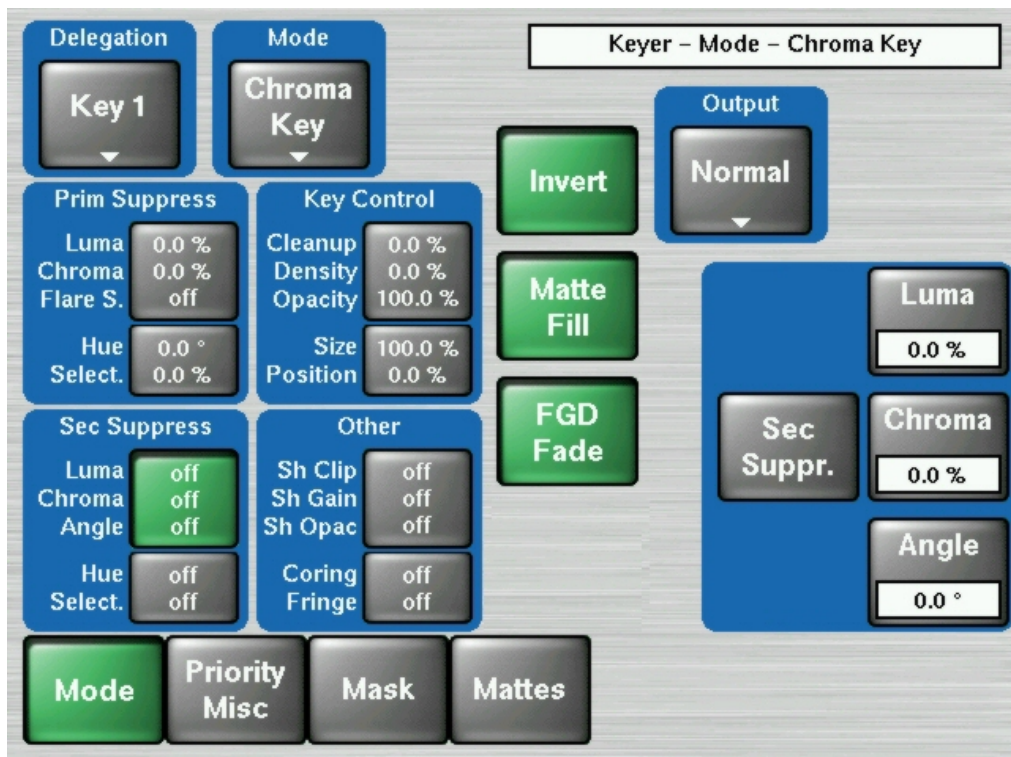 Delegation
Key 1
Mode
Chroma
Key
Keyer – Mode – Chroma Key
Output
Normal
Invert
Matte
Fill
FGD
Fade
Prim Suppress
Luma 0.0 %
Chroma 0.0 %
Flare S. off
Hue 0.0 °
Select. 0.0 %
Key Control
Cleanup 0.0 %
Density 0.0 %
Opacity 100.0 %
Size 100.0 %
Position 0.0 %
Sec Suppress
Luma off
Chroma off
Angle off
Hue off
Select. off
Other
Sh Clip off
Sh Gain off
Sh Opac off
Coring off
Fringe off
Sec
Suppr.
Luma
0.0 %
Chroma
0.0 %
Angle
0.0 °
Mode
Priority
Misc
Mask
Mattes